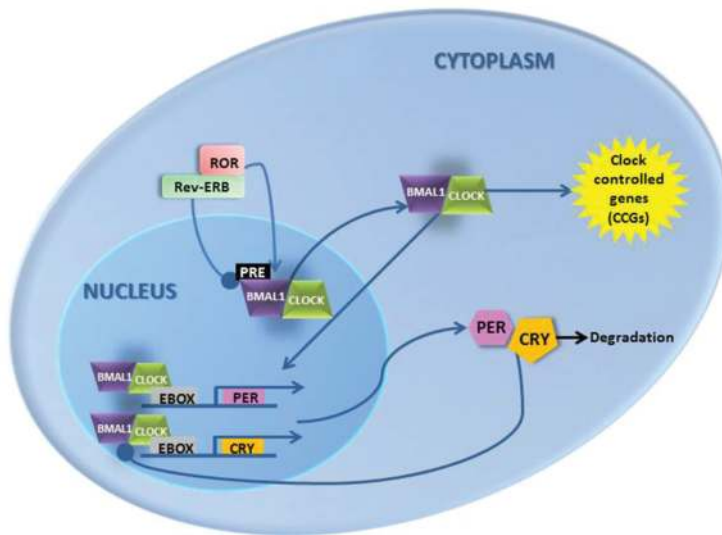 CYTOPLASM
ROR
Rev-ERB
BMAL1 CLOCK
Clock
controlled
genes
(CCGs)
PRE
NUCLEUS
BMAL1 CLOCK
PER
CRY
Degradation
BMAL1 CLOCK
EBOX PER
BMAL1 CLOCK
EBOX CRY